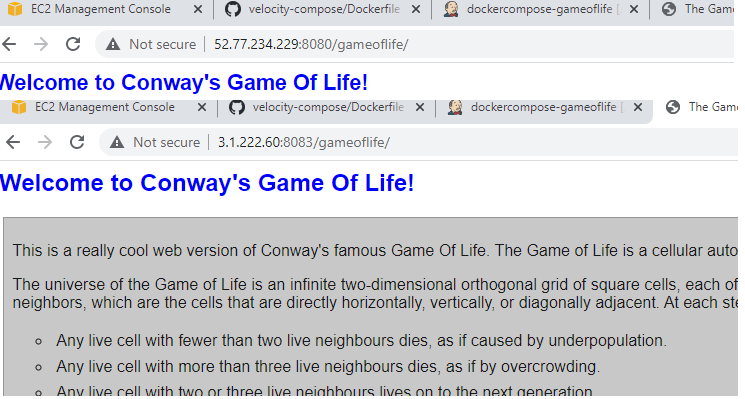 EC2 Management Console velocity-compose/Dockerfile dockercompose-gameoflife [ The Gam
Not secure 52.77.234.229:8080/gameoflife/
Welcome to Conway's Game Of Life!
EC2 Management Console velocity-compose/Dockerfile dockercompose-gameoflife [ The Gam
Not secure 3.1.222.60:8083/gameoflife/
Welcome to Conway's Game Of Life!
This is a really cool web version of Conway's famous Game Of Life. The Game of Life is a cellular auto
The universe of the Game of Life is an infinite two-dimensional orthogonal grid of square cells, each of
neighbors, which are the cells that are directly horizontally, vertically, or diagonally adjacent. At each ste
Any live cell with fewer than two live neighbours dies, as if caused by underpopulation.
Any live cell with more than three live neighbours dies, as if by overcrowding.
Any live cell with two or three live neighbours lives on to the next generation.